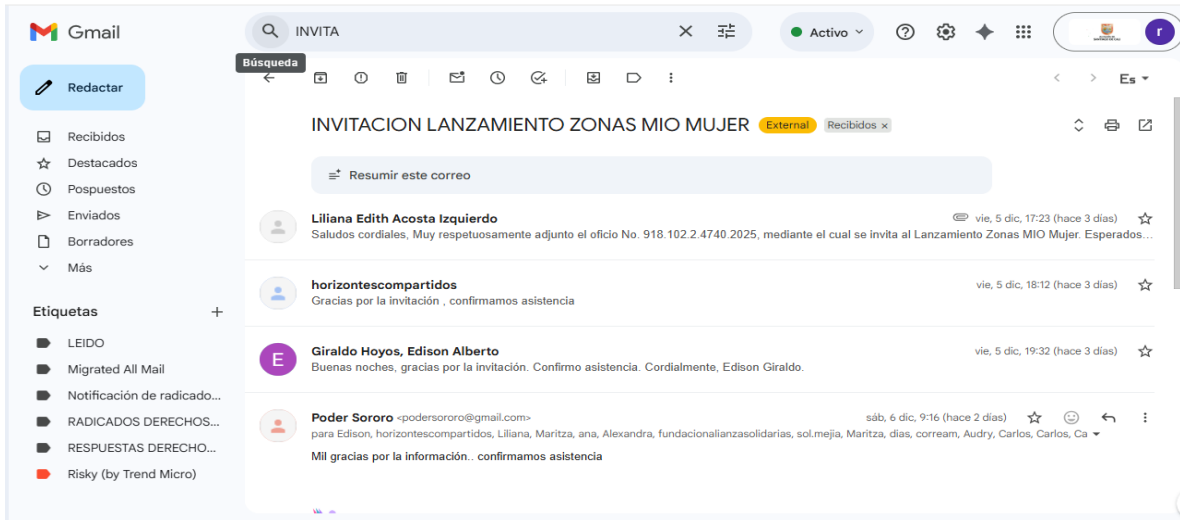 Gmail
INVITA
Activo
r
Búsqueda
Redactar
Es
Recibidos
Destacados
Pospuestos
Enviados
Borradores
Más
Etiquetas
LEIDO
Migrated All Mail
Notificación de radicado...
RADICADOS DERECHOS...
RESPUESTAS DERECHO...
Risky (by Trend Micro)
INVITACION LANZAMIENTO ZONAS MIO MUJER External Recibidos x
Resumir este correo
Liliana Edith Acosta Izquierdo vie, 5 dic, 17:23 (hace 3 días)
Saludos cordiales, Muy respetuosamente adjunto el oficio No. 918.102.2.4740.2025, mediante el cual se invita al Lanzamiento Zonas MIO Mujer. Esperados...
horizontescompartidos vie, 5 dic, 18:12 (hace 3 días)
Gracias por la invitación , confirmamos asistencia
E
Giraldo Hoyos, Edison Alberto vie, 5 dic, 19:32 (hace 3 días)
Buenas noches, gracias por la invitación. Confirmo asistencia. Cordialmente, Edison Giraldo.
Poder Sororo <podersororo@gmail.com> sáb, 6 dic, 9:16 (hace 2 días)
para Edison, horizontescompartidos, Liliana, Maritza, ana, Alexandra, fundacionalianzasolidarias, sol.mejia, Maritza, dias, corream, Audry, Carlos, Carlos, Ca
Mil gracias por la información.. confirmamos asistencia